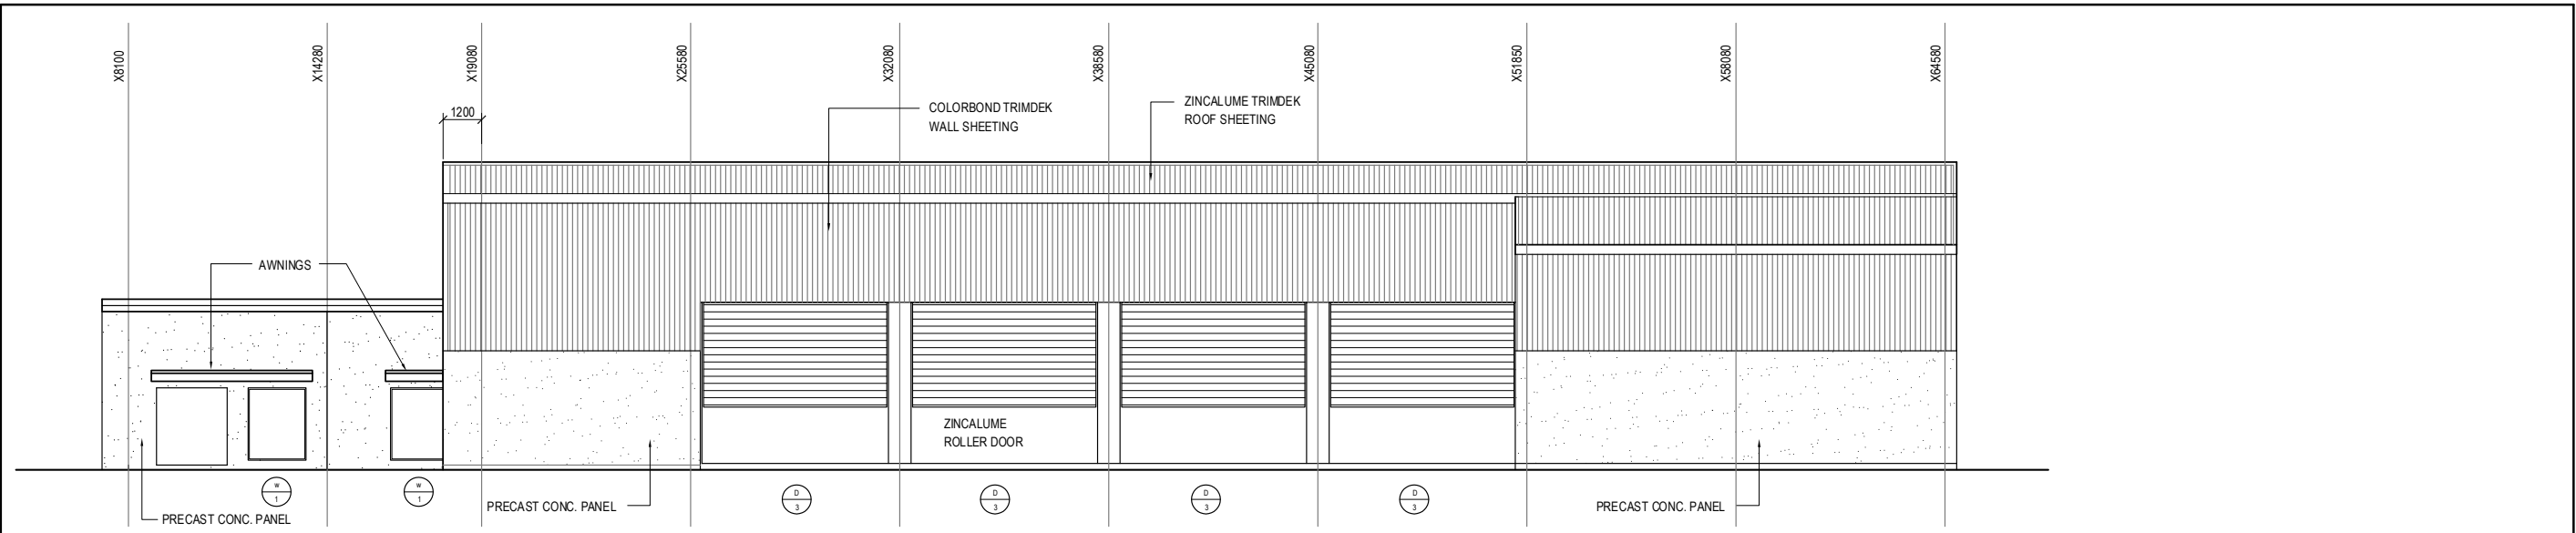 X8100
X14280
X19080
X25580
X32080
X38580
X45080
X51850
X58080
X64580
1200
COLORBOND TRIMDEK
WALL SHEETING
ZINCALUME TRIMDEK
ROOF SHEETING
AWNINGS
ZINCALUME
ROLLER DOOR
W
1
W
1
D
3
D
3
D
3
D
3
PRECAST CONC. PANEL
PRECAST CONC. PANEL
PRECAST CONC. PANEL